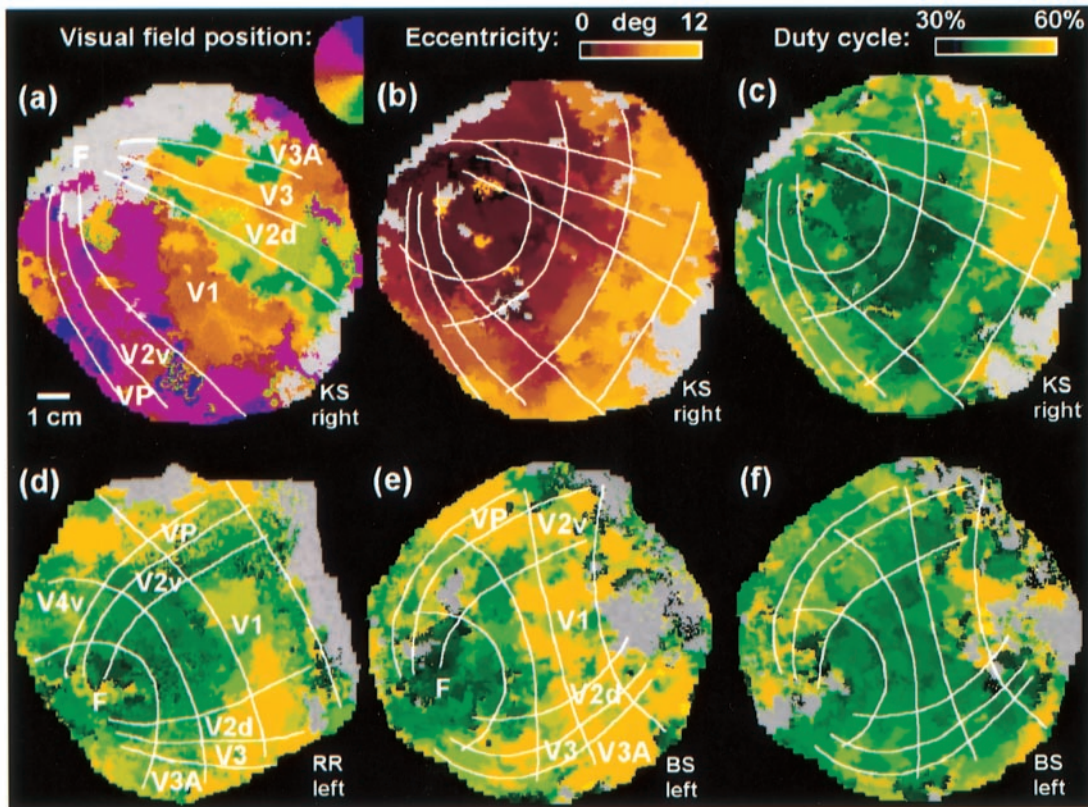 Visual field position:
Eccentricity:
0 deg 12
Duty cycle:
30% 60%
(a)
F
V3A
V3
V2d
V1
V2v
VP
1 cm
KS
right
(b)
KS
right
(c)
KS
right
(d)
VP
V2v
V4v
V1
F
V2d
V3
V3A
RR
left
(e)
VP
V2v
V1
F
V2d
V3
V3A
BS
left
(f)
BS
left